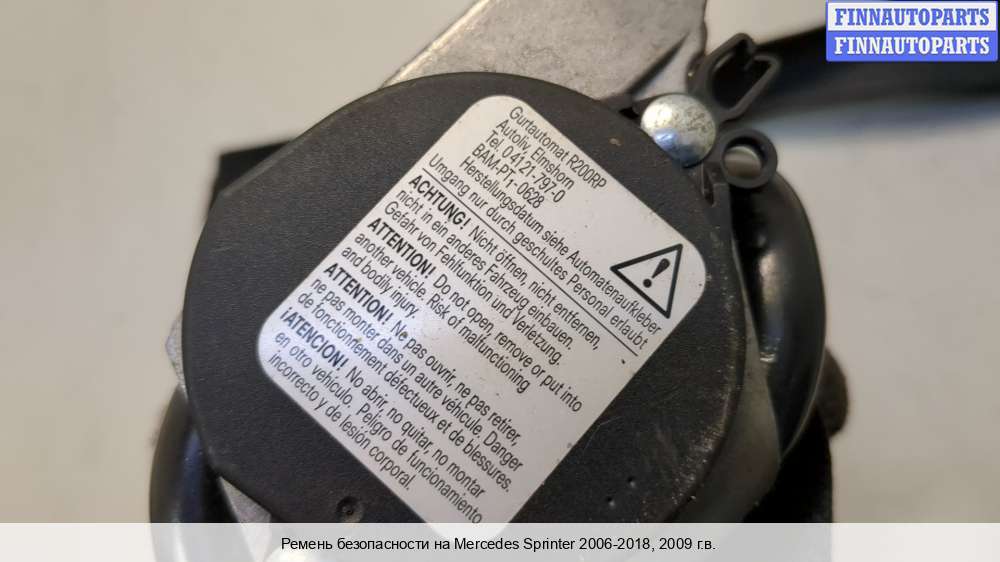 FINNAUTOPARTS
FINNAUTOPARTS
Gurtautomat R200RP
Autoliv, Elmshorn
Tel. 04121-797-0
BAM-PT1-0628
Herstellungsdatum siehe Automatenaufkleber
Umgang nur durch geschultes Personal erlaubt
ACHTUNG! Nicht öffnen, nicht entfernen,
nicht in ein anderes Fahrzeug einbauen.
Gefahr von Fehlfunktion und Verletzung.
ATTENTION! Do not open, remove or put into
another vehicle. Risk of malfunctioning
and bodily injury.
ATTENTION! Ne pas ouvrir, ne pas retirer,
ne pas monter dans un autre véhicule. Danger
de fonctionnement défectueux et de blessures.
¡ATENCION! No abrir, no quitar, no montar
en otro vehículo. Peligro de funcionamiento
incorrecto y de lesión corporal.
Ремень безопасности на Mercedes Sprinter 2006-2018, 2009 г.в.